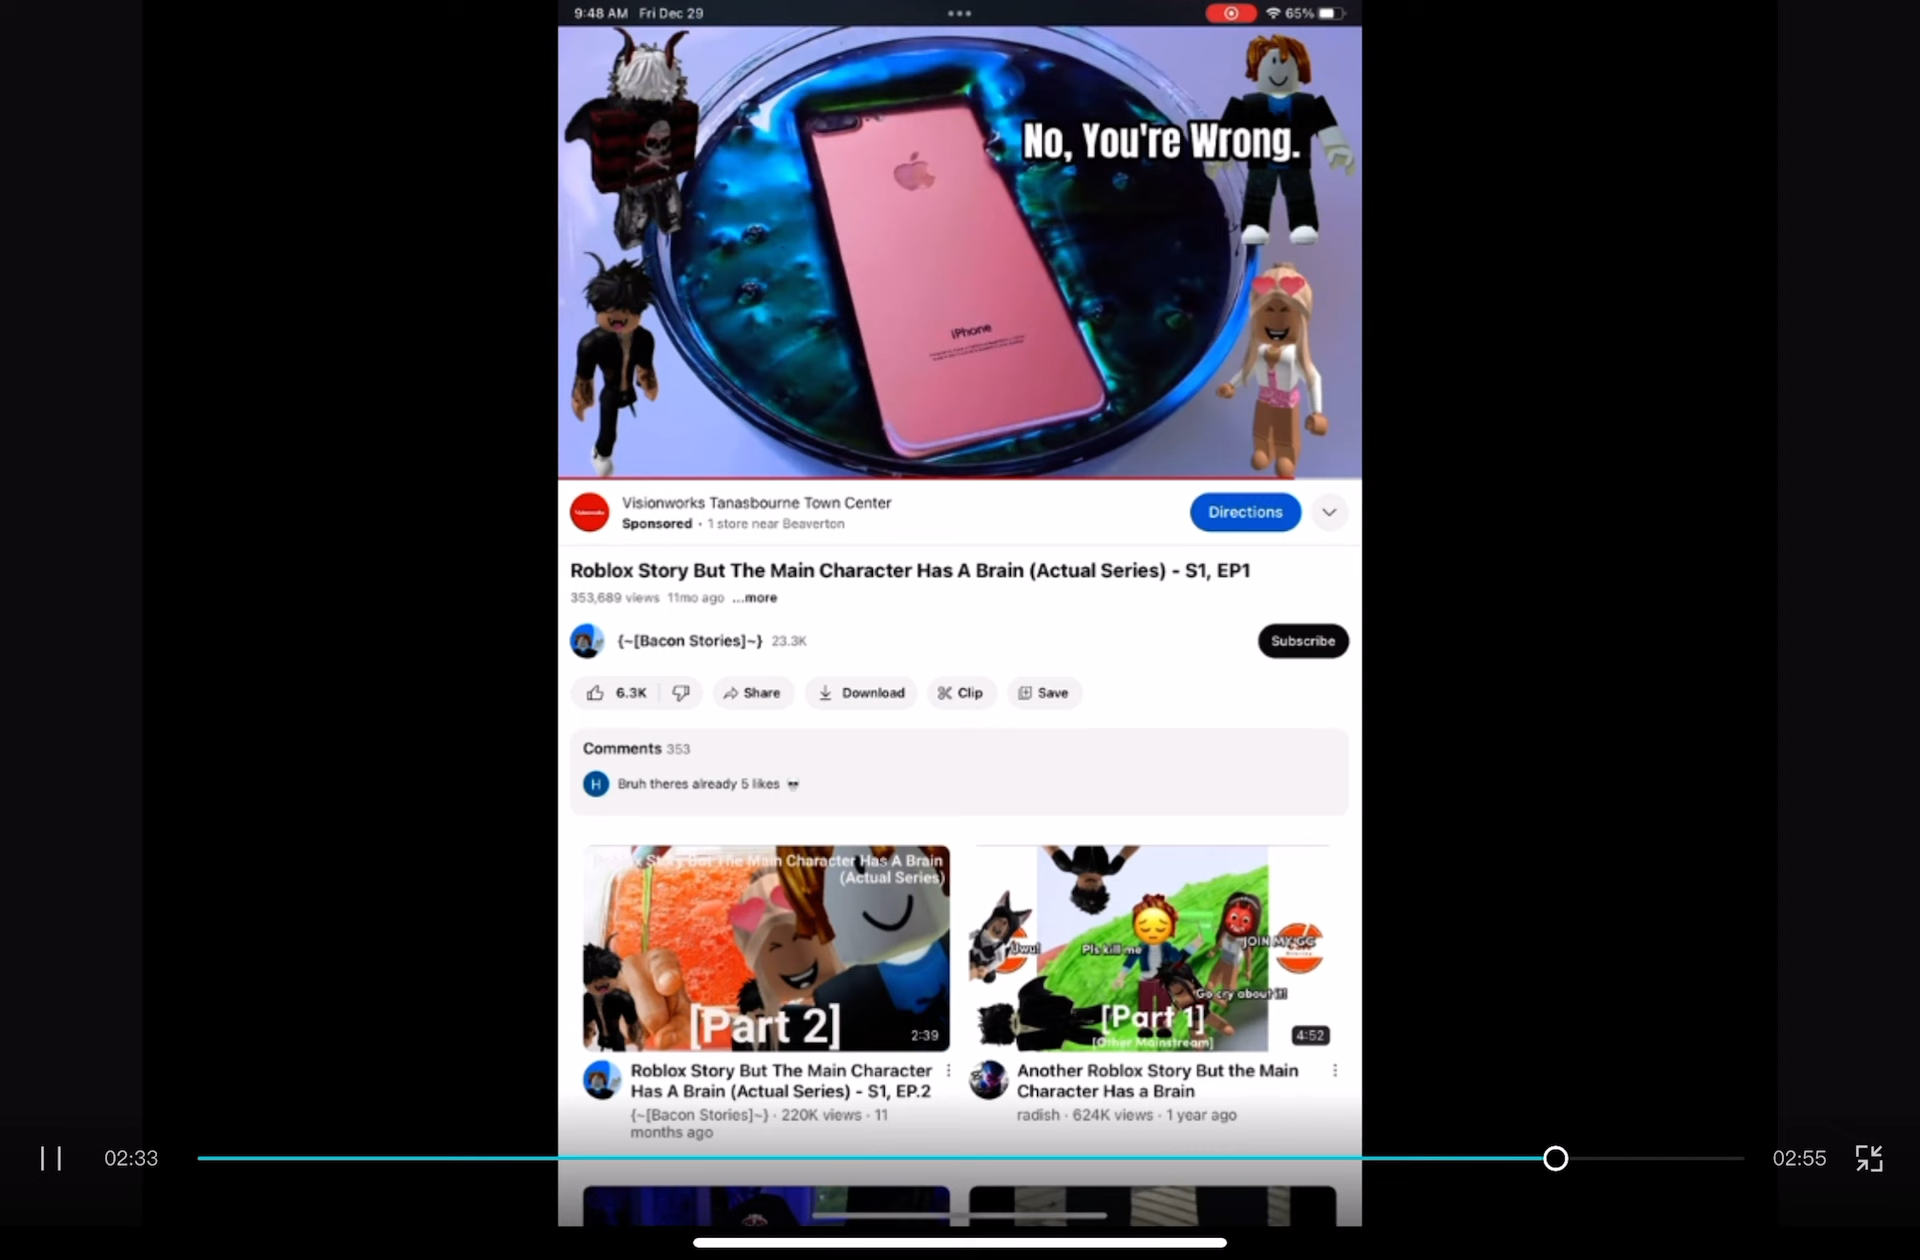 9:48 AM Fri Dec 29
65%
No, You're Wrong.
iPhone
Visionworks Tanasbourne Town Center
Sponsored • 1 store near Beaverton
Directions
Roblox Story But The Main Character Has A Brain (Actual Series) - S1, EP1
353,689 views 11mo ago ...more
{~[Bacon Stories]~} 23.3K
Subscribe
6.3K
Share
Download
Clip
Save
Comments 353
H
Bruh theres already 5 likes 💀
Story But The Main Character Has A Brain
(Actual Series)
[Part 2]
2:39
Uwu!
Pls kill me
JOIN MY GC
Go cry about it!
[Part 1]
[Other Mainstream]
4:52
Roblox Story But The Main Character
Has A Brain (Actual Series) - S1, EP.2
{~[Bacon Stories]~} · 220K views · 11
months ago
Another Roblox Story But the Main
Character Has a Brain
radish · 624K views · 1 year ago
02:33
02:55